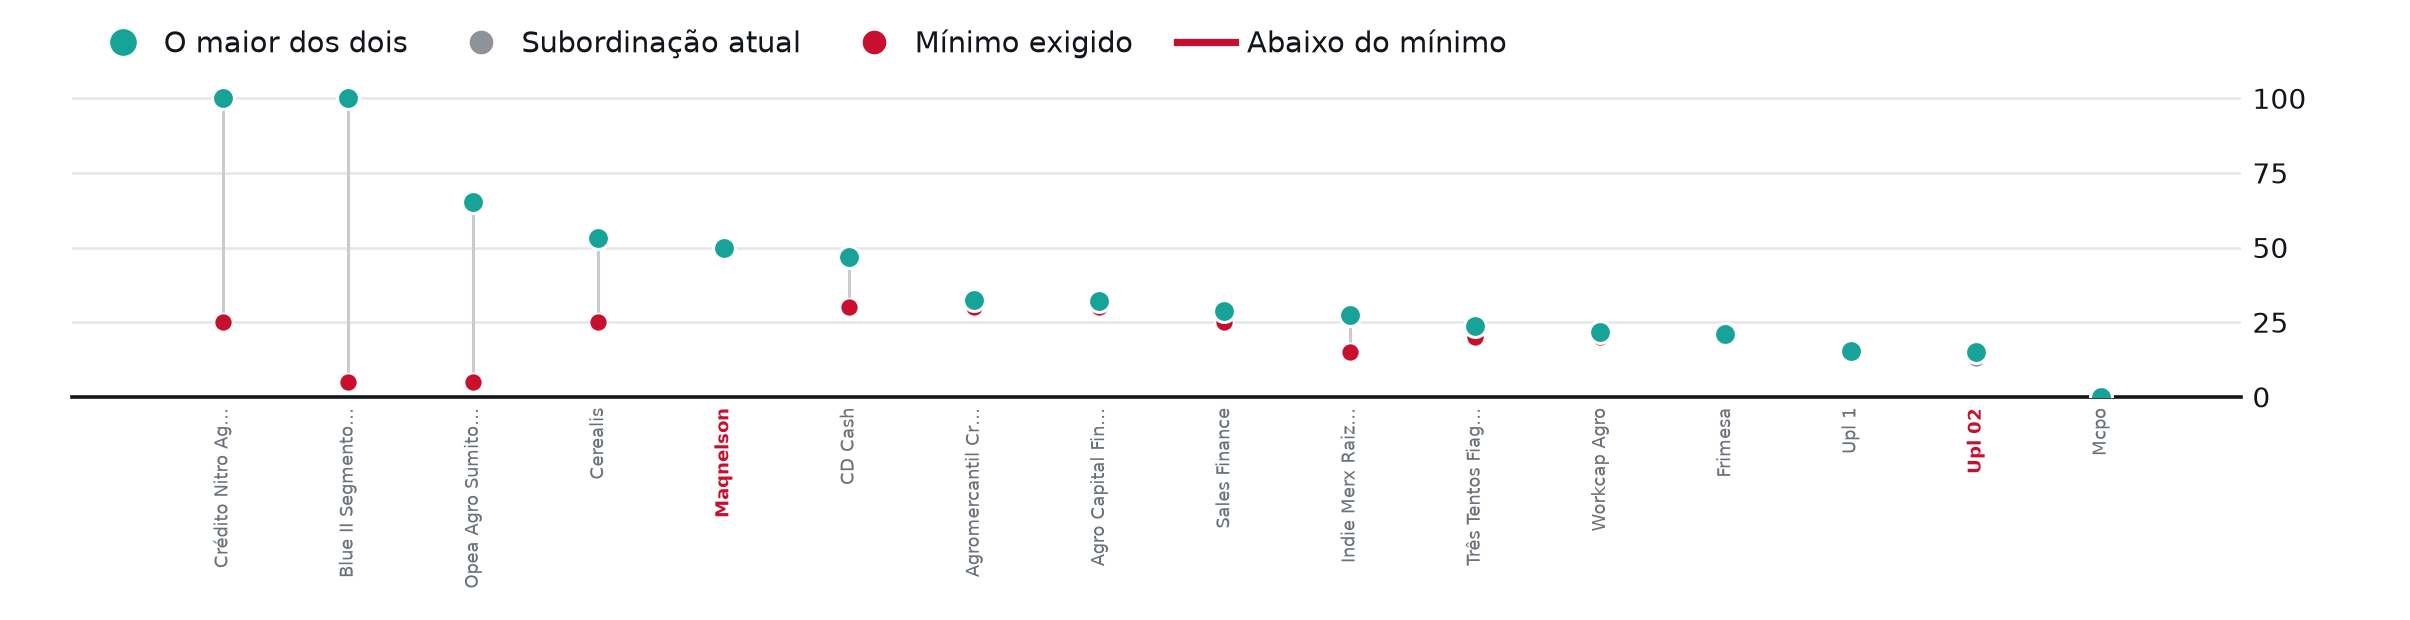 O maior dos dois
Subordinação atual
Mínimo exigido
Abaixo do mínimo
100
75
50
25
0
Crédito Nitro Ag...
Blue II Segmento...
Opea Agro Sumito...
Cerealis
Maqnelson
CD Cash
Agromercantil Cr...
Agro Capital Fin...
Sales Finance
Indie Merx Raiz...
Três Tentos Fiag...
Workcap Agro
Frimesa
Upl 1
Upl 02
Mcpo